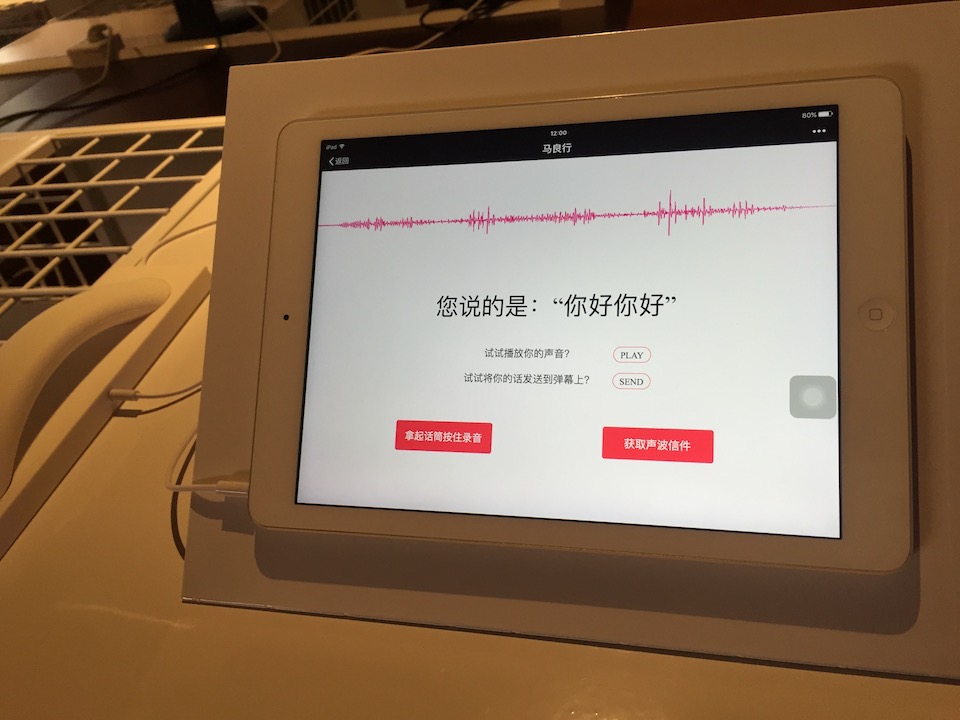 iPad
12:00
80%
返回
马良行
您说的是：“你好你好”
试试播放你的声音？
PLAY
试试将你的话发送到弹幕上？
SEND
拿起话筒按住录音
获取声波信件